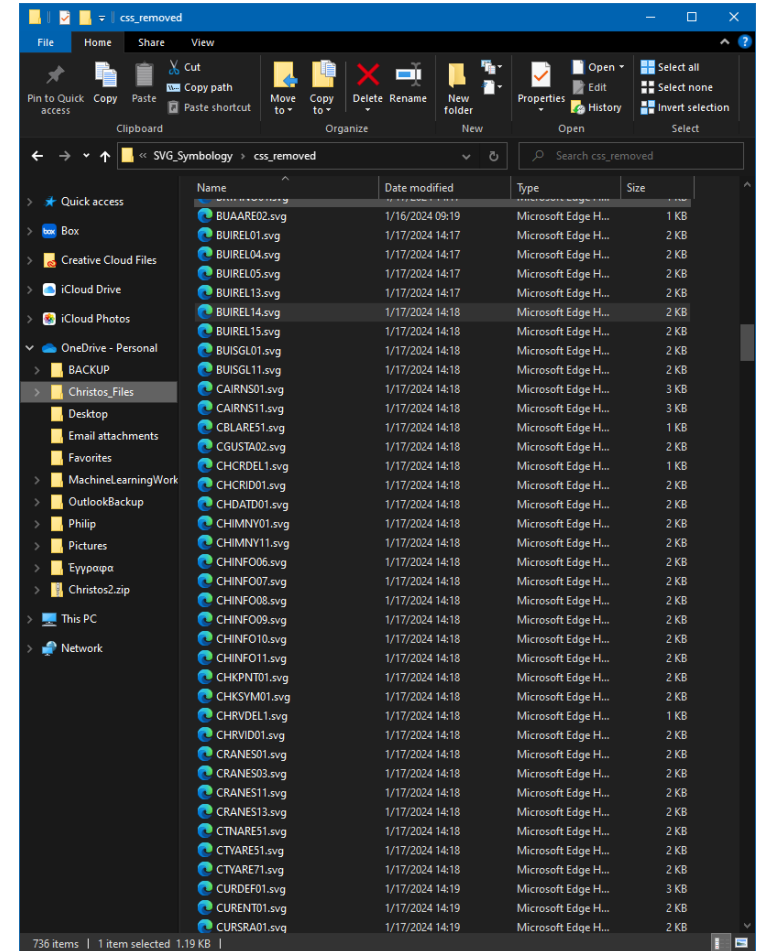 css_removed
File Home Share View
Pin to Quick access
Copy
Paste
Cut
Copy path
Paste shortcut
Move to
Copy to
Delete
Rename
New folder
Properties
Open
Edit
History
Select all
Select none
Invert selection
Clipboard Organize New Open Select
« SVG_Symbology › css_removed
Search css_removed
Quick access
Box
Creative Cloud Files
iCloud Drive
iCloud Photos
OneDrive - Personal
BACKUP
Christos_Files
Desktop
Email attachments
Favorites
MachineLearningWork
OutlookBackup
Philip
Pictures
Έγγραφα
Christos2.zip
This PC
Network
Name Date modified Type Size
BUAARE02.svg 1/16/2024 09:19 Microsoft Edge H... 1 KB
BUIREL01.svg 1/17/2024 14:17 Microsoft Edge H... 2 KB
BUIREL04.svg 1/17/2024 14:17 Microsoft Edge H... 2 KB
BUIREL05.svg 1/17/2024 14:17 Microsoft Edge H... 2 KB
BUIREL13.svg 1/17/2024 14:17 Microsoft Edge H... 2 KB
BUIREL14.svg 1/17/2024 14:18 Microsoft Edge H... 2 KB
BUIREL15.svg 1/17/2024 14:18 Microsoft Edge H... 2 KB
BUISGL01.svg 1/17/2024 14:18 Microsoft Edge H... 2 KB
BUISGL11.svg 1/17/2024 14:18 Microsoft Edge H... 2 KB
CAIRNS01.svg 1/17/2024 14:18 Microsoft Edge H... 3 KB
CAIRNS11.svg 1/17/2024 14:18 Microsoft Edge H... 3 KB
CBLARE51.svg 1/17/2024 14:18 Microsoft Edge H... 1 KB
CGUSTA02.svg 1/17/2024 14:18 Microsoft Edge H... 2 KB
CHCRDEL1.svg 1/17/2024 14:18 Microsoft Edge H... 1 KB
CHCRID01.svg 1/17/2024 14:18 Microsoft Edge H... 2 KB
CHDATD01.svg 1/17/2024 14:18 Microsoft Edge H... 2 KB
CHIMNY01.svg 1/17/2024 14:18 Microsoft Edge H... 2 KB
CHIMNY11.svg 1/17/2024 14:18 Microsoft Edge H... 2 KB
CHINFO06.svg 1/17/2024 14:18 Microsoft Edge H... 2 KB
CHINFO07.svg 1/17/2024 14:18 Microsoft Edge H... 2 KB
CHINFO08.svg 1/17/2024 14:18 Microsoft Edge H... 2 KB
CHINFO09.svg 1/17/2024 14:18 Microsoft Edge H... 2 KB
CHINFO10.svg 1/17/2024 14:18 Microsoft Edge H... 2 KB
CHINFO11.svg 1/17/2024 14:18 Microsoft Edge H... 2 KB
CHKPNT01.svg 1/17/2024 14:18 Microsoft Edge H... 2 KB
CHKSYM01.svg 1/17/2024 14:18 Microsoft Edge H... 2 KB
CHRVDEL1.svg 1/17/2024 14:18 Microsoft Edge H... 1 KB
CHRVID01.svg 1/17/2024 14:18 Microsoft Edge H... 2 KB
CRANES01.svg 1/17/2024 14:18 Microsoft Edge H... 2 KB
CRANES03.svg 1/17/2024 14:18 Microsoft Edge H... 2 KB
CRANES11.svg 1/17/2024 14:18 Microsoft Edge H... 2 KB
CRANES13.svg 1/17/2024 14:18 Microsoft Edge H... 2 KB
CTNARE51.svg 1/17/2024 14:18 Microsoft Edge H... 2 KB
CTYARE51.svg 1/17/2024 14:18 Microsoft Edge H... 2 KB
CTYARE71.svg 1/17/2024 14:18 Microsoft Edge H... 2 KB
CURDEF01.svg 1/17/2024 14:19 Microsoft Edge H... 3 KB
CURENT01.svg 1/17/2024 14:19 Microsoft Edge H... 2 KB
CURSRA01.svg 1/17/2024 14:19 Microsoft Edge H... 2 KB
736 items 1 item selected 1.19 KB